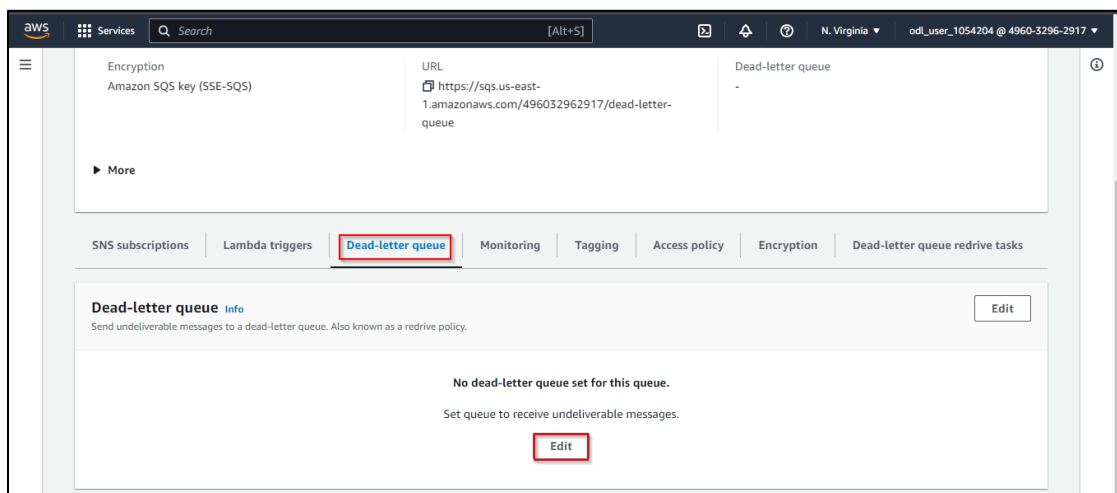 aws Services Search [Alt+S] N. Virginia ▼ odl_user_1054204 @ 4960-3296-2917 ▼
Encryption
Amazon SQS key (SSE-SQS)
URL
https://sqs.us-east-
1.amazonaws.com/496032962917/dead-letter-
queue
Dead-letter queue
-
▶ More
SNS subscriptions Lambda triggers Dead-letter queue Monitoring Tagging Access policy Encryption Dead-letter queue redrive tasks
Dead-letter queue Info Edit
Send undeliverable messages to a dead-letter queue. Also known as a redrive policy.
No dead-letter queue set for this queue.
Set queue to receive undeliverable messages.
Edit